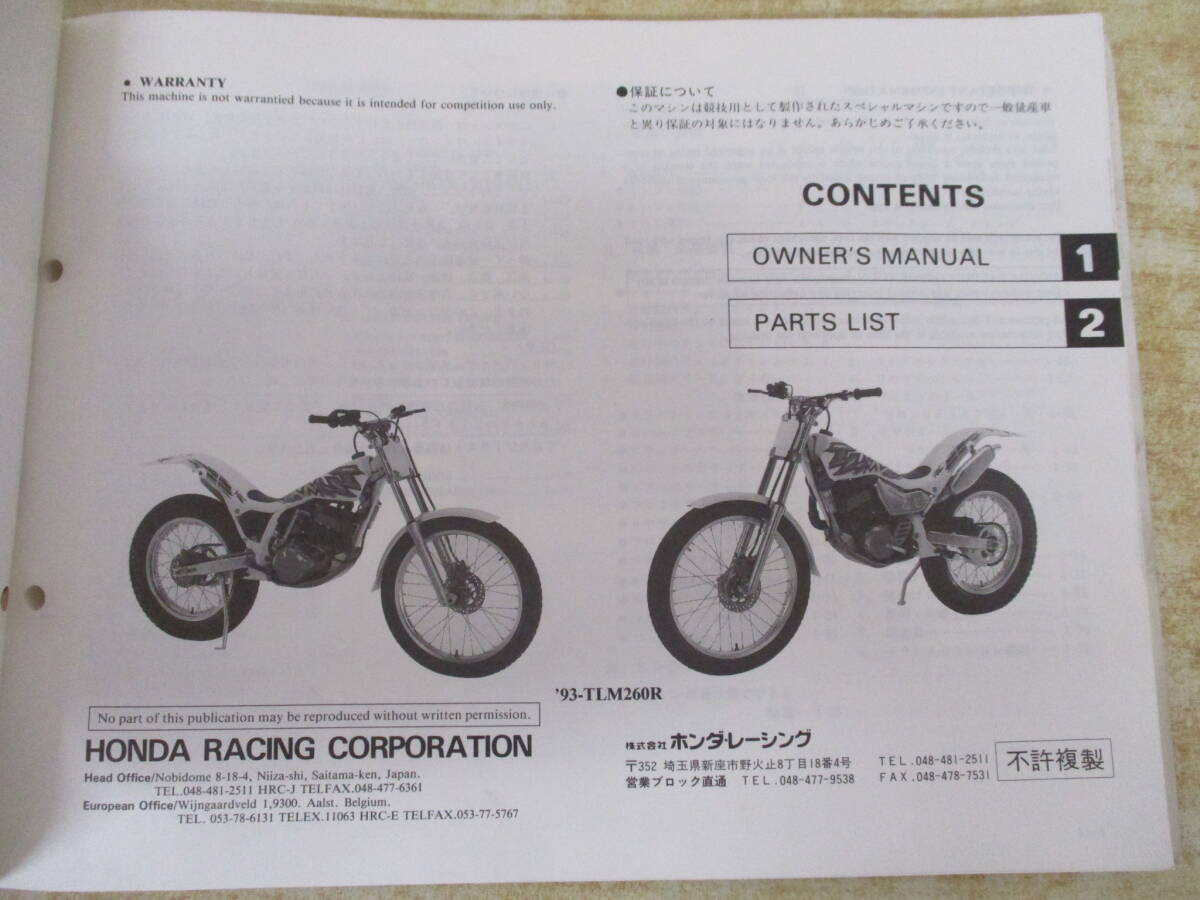 ● WARRANTY
This machine is not warrantied because it is intended for competition use only.
●保証について
このマシンは競技用として製作されたスペシャルマシンですので一般量産車
と異り保証の対象にはなりません。あらかじめご了承ください。
CONTENTS
OWNER'S MANUAL 1
PARTS LIST 2
'93-TLM260R
No part of this publication may be reproduced without written permission.
HONDA RACING CORPORATION
Head Office/Nobidome 8-18-4, Niiza-shi, Saitama-ken, Japan.
TEL.048-481-2511 HRC-J TELFAX.048-477-6361
European Office/Wijngaardveld 1,9300. Aalst. Belgium.
TEL. 053-78-6131 TELEX.11063 HRC-E TELFAX.053-77-5767
株式会社 ホンダ・レーシング
〒352 埼玉県新座市野火止8丁目18番4号 TEL.048-481-2511
営業ブロック直通 TEL.048-477-9538 FAX.048-478-7531
不許複製